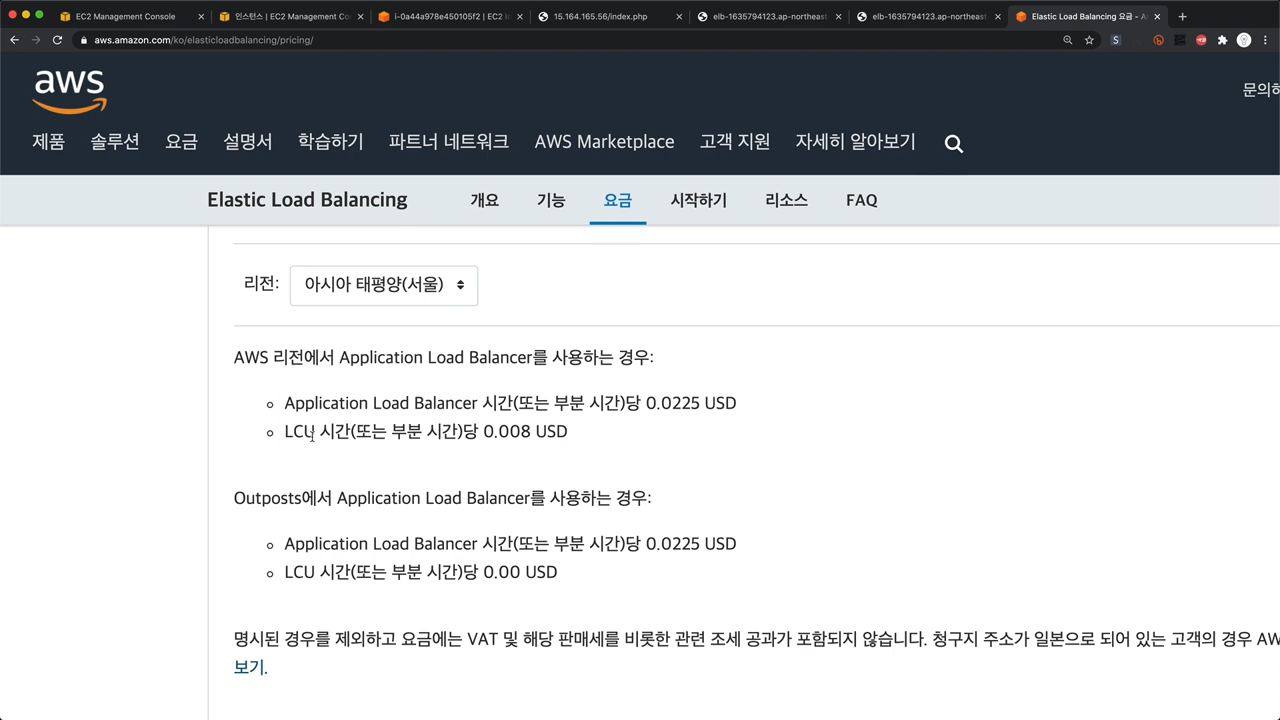 EC2 Management Console
인스턴스 | EC2 Management Co
i-0a44a978e450105f2 | EC2 I
15.164.165.56/index.php
elb-1635794123.ap-northeast
elb-1635794123.ap-northeast
Elastic Load Balancing 요금 - A
aws.amazon.com/ko/elasticloadbalancing/pricing/
aws
문의하
제품 솔루션 요금 설명서 학습하기 파트너 네트워크 AWS Marketplace 고객 지원 자세히 알아보기
Elastic Load Balancing 개요 기능 요금 시작하기 리소스 FAQ
리전: 아시아 태평양(서울)
AWS 리전에서 Application Load Balancer를 사용하는 경우:
Application Load Balancer 시간(또는 부분 시간)당 0.0225 USD
LCU 시간(또는 부분 시간)당 0.008 USD
Outposts에서 Application Load Balancer를 사용하는 경우:
Application Load Balancer 시간(또는 부분 시간)당 0.0225 USD
LCU 시간(또는 부분 시간)당 0.00 USD
명시된 경우를 제외하고 요금에는 VAT 및 해당 판매세를 비롯한 관련 조세 공과가 포함되지 않습니다. 청구지 주소가 일본으로 되어 있는 고객의 경우 AW
보기.